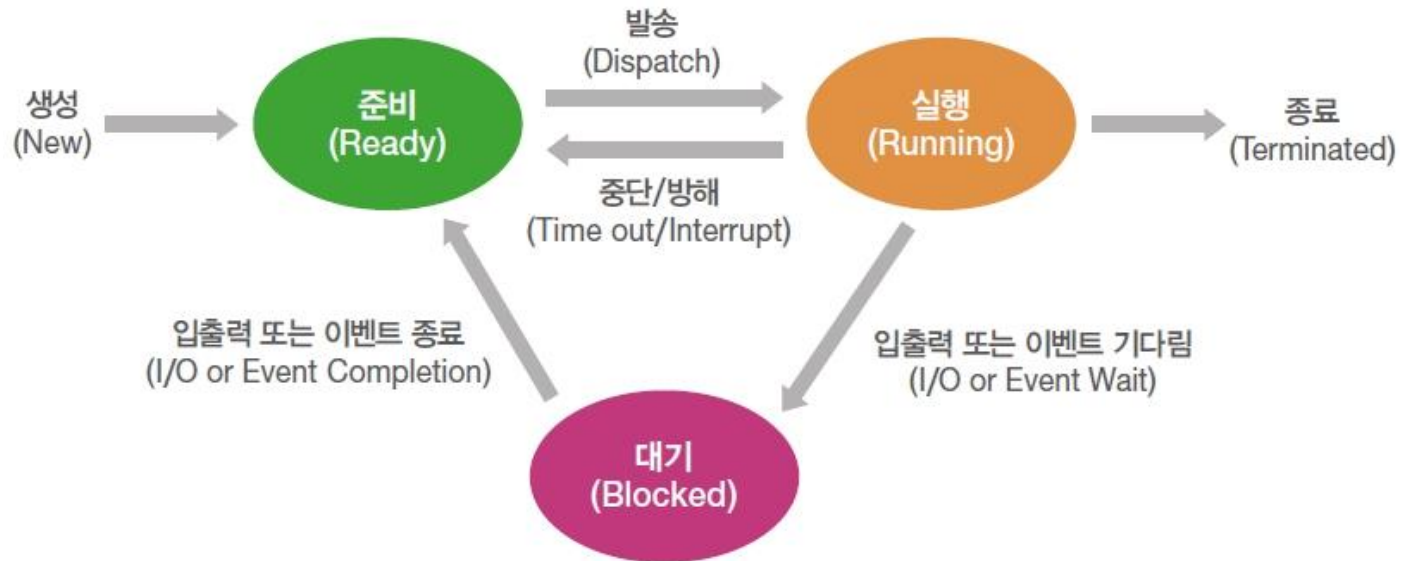 발송
(Dispatch)
생성
(New)
준비
(Ready)
실행
(Running)
종료
(Terminated)
중단/방해
(Time out/Interrupt)
입출력 또는 이벤트 종료
(I/O or Event Completion)
입출력 또는 이벤트 기다림
(I/O or Event Wait)
대기
(Blocked)